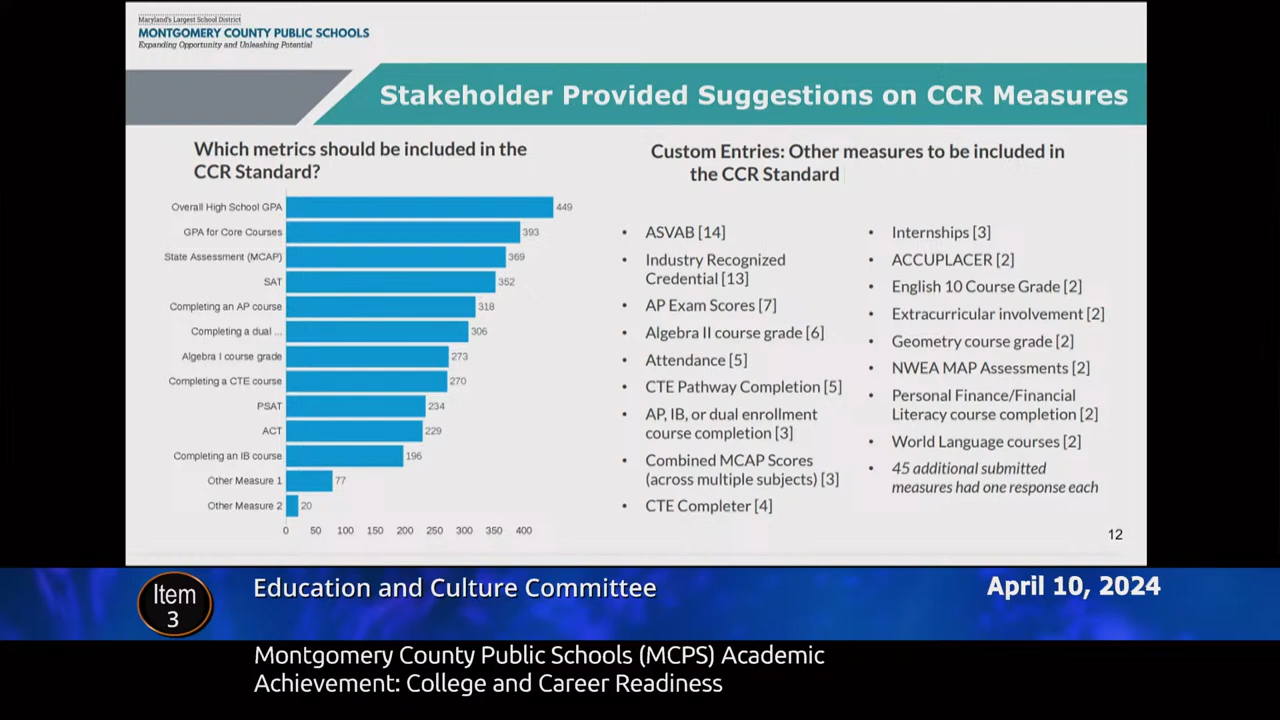 Maryland's Largest School District
MONTGOMERY COUNTY PUBLIC SCHOOLS
Expanding Opportunity and Unleashing Potential
Stakeholder Provided Suggestions on CCR Measures
Which metrics should be included in the
CCR Standard?
Overall High School GPA 449
GPA for Core Courses 393
State Assessment (MCAP) 369
SAT 352
Completing an AP course 318
Completing a dual ... 306
Algebra I course grade 273
Completing a CTE course 270
PSAT 234
ACT 229
Completing an IB course 196
Other Measure 1 77
Other Measure 2 20
0 50 100 150 200 250 300 350 400
Custom Entries: Other measures to be included in
the CCR Standard
• ASVAB [14]
• Industry Recognized
Credential [13]
• AP Exam Scores [7]
• Algebra II course grade [6]
• Attendance [5]
• CTE Pathway Completion [5]
• AP, IB, or dual enrollment
course completion [3]
• Combined MCAP Scores
(across multiple subjects) [3]
• CTE Completer [4]
• Internships [3]
• ACCUPLACER [2]
• English 10 Course Grade [2]
• Extracurricular involvement [2]
• Geometry course grade [2]
• NWEA MAP Assessments [2]
• Personal Finance/Financial
Literacy course completion [2]
• World Language courses [2]
• 45 additional submitted
measures had one response each
12
Item
3
Education and Culture Committee
April 10, 2024
Montgomery County Public Schools (MCPS) Academic
Achievement: College and Career Readiness